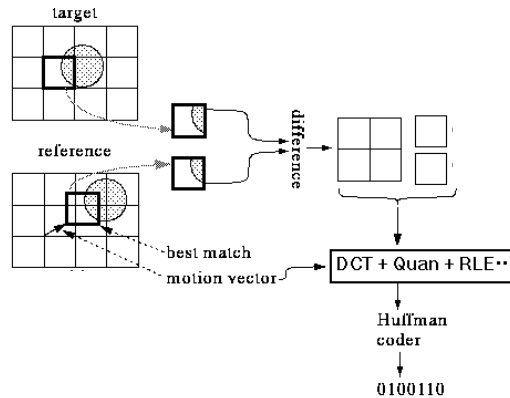 target
reference
difference
best match
motion vector
DCT + Quan + RLE··
Huffman
coder
0100110